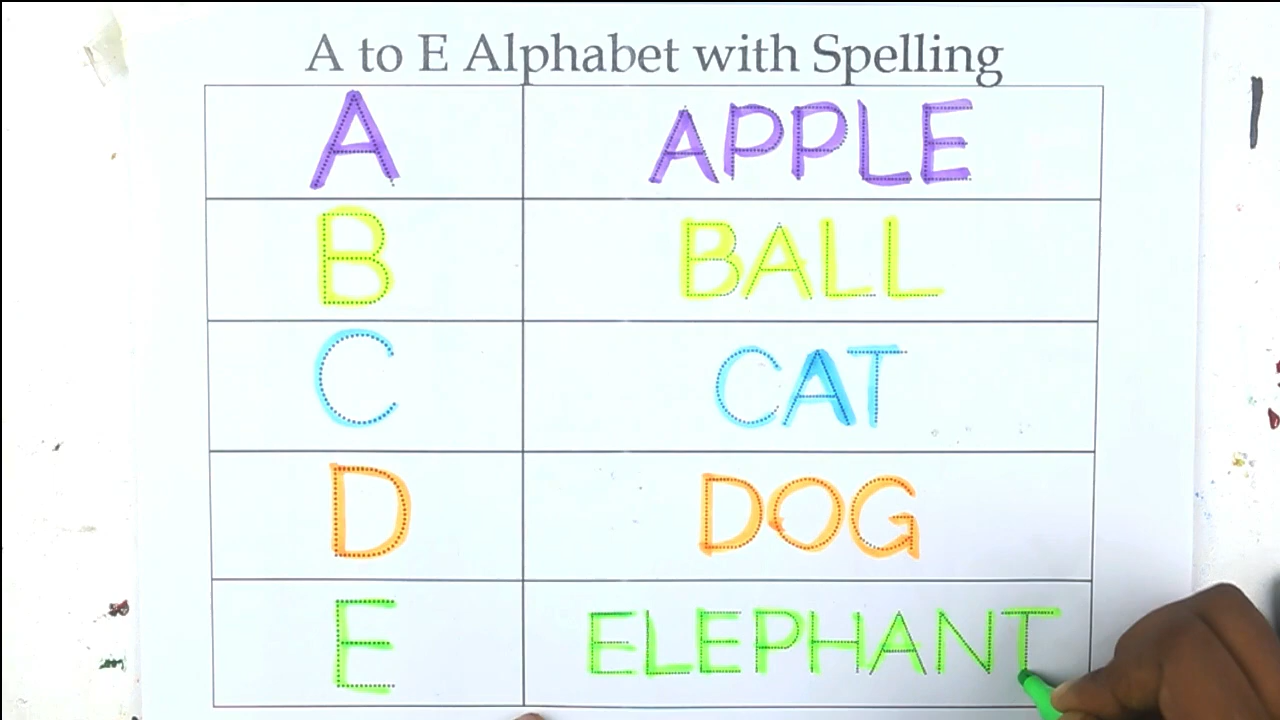 A to E Alphabet with Spelling
A APPLE
B BALL
C CAT
D DOG
E ELEPHANT